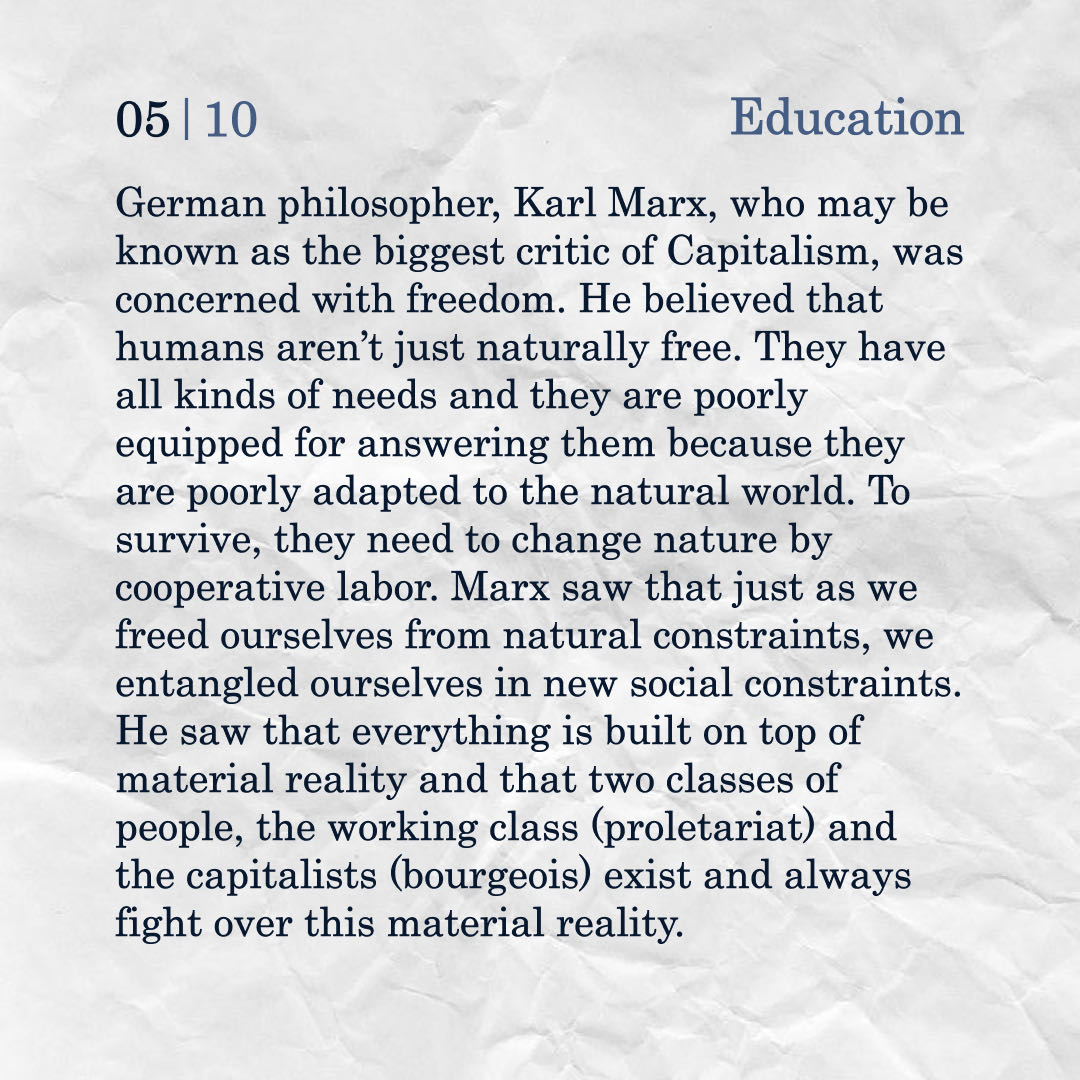 05 | 10
Education
German philosopher, Karl Marx, who may be
known as the biggest critic of Capitalism, was
concerned with freedom. He believed that
humans aren’t just naturally free. They have
all kinds of needs and they are poorly
equipped for answering them because they
are poorly adapted to the natural world. To
survive, they need to change nature by
cooperative labor. Marx saw that just as we
freed ourselves from natural constraints, we
entangled ourselves in new social constraints.
He saw that everything is built on top of
material reality and that two classes of
people, the working class (proletariat) and
the capitalists (bourgeois) exist and always
fight over this material reality.